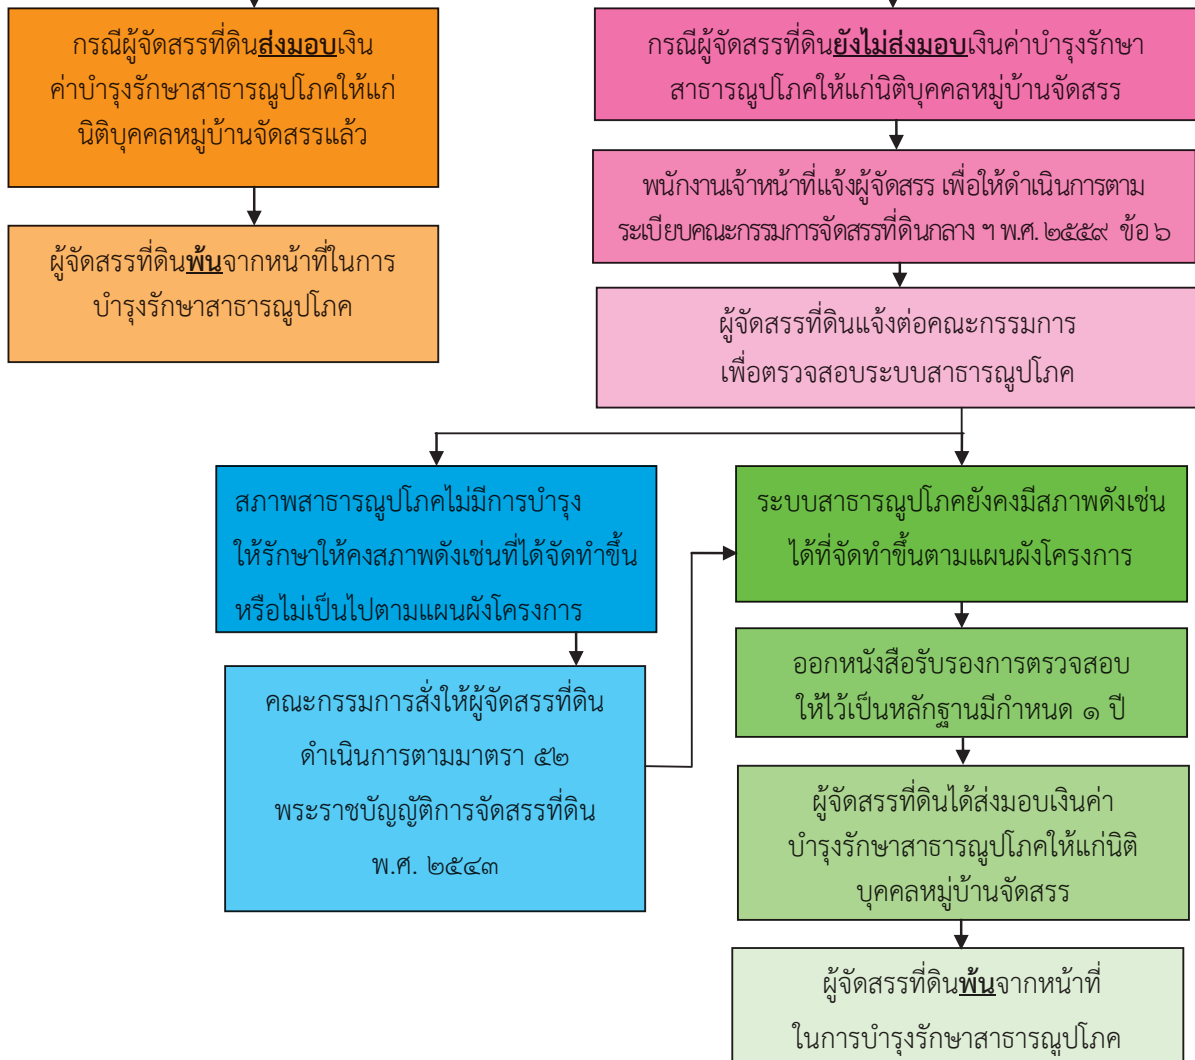 กรณีผู้จัดสรรที่ดินส่งมอบเงิน
ค่าบำรุงรักษาสาธารณูปโภคให้แก่
นิติบุคคลหมู่บ้านจัดสรรแล้ว
ผู้จัดสรรที่ดินพ้นจากหน้าที่ในการ
บำรุงรักษาสาธารณูปโภค
กรณีผู้จัดสรรที่ดินยังไม่ส่งมอบเงินค่าบำรุงรักษา
สาธารณูปโภคให้แก่นิติบุคคลหมู่บ้านจัดสรร
พนักงานเจ้าหน้าที่แจ้งผู้จัดสรร เพื่อให้ดำเนินการตาม
ระเบียบคณะกรรมการจัดสรรที่ดินกลาง ฯ พ.ศ. ๒๕๕๙ ข้อ ๖
ผู้จัดสรรที่ดินแจ้งต่อคณะกรรมการ
เพื่อตรวจสอบระบบสาธารณูปโภค
สภาพสาธารณูปโภคไม่มีการบำรุง
ให้รักษาให้คงสภาพดังเช่นที่ได้จัดทำขึ้น
หรือไม่เป็นไปตามแผนผังโครงการ
คณะกรรมการสั่งให้ผู้จัดสรรที่ดิน
ดำเนินการตามมาตรา ๕๒
พระราชบัญญัติการจัดสรรที่ดิน
พ.ศ. ๒๕๔๓
ระบบสาธารณูปโภคยังคงมีสภาพดังเช่น
ได้ที่จัดทำขึ้นตามแผนผังโครงการ
ออกหนังสือรับรองการตรวจสอบ
ให้ไว้เป็นหลักฐานมีกำหนด ๑ ปี
ผู้จัดสรรที่ดินได้ส่งมอบเงินค่า
บำรุงรักษาสาธารณูปโภคให้แก่นิติ
บุคคลหมู่บ้านจัดสรร
ผู้จัดสรรที่ดินพ้นจากหน้าที่
ในการบำรุงรักษาสาธารณูปโภค